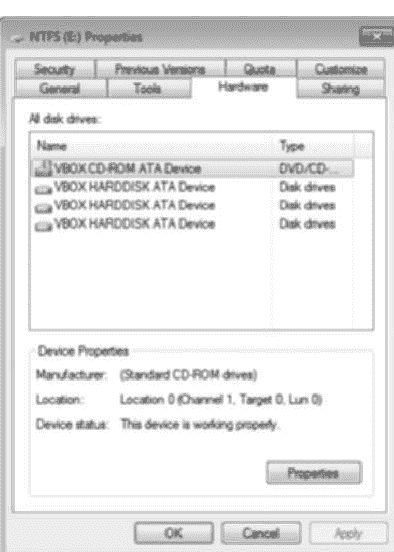 NTFS (E:) Properties
Security Previous Versions Quota Customize
General Tools Hardware Sharing
All disk drives:
Name Type
VBOX CD-ROM ATA Device DVD/CD-...
VBOX HARDDISK ATA Device Disk drives
VBOX HARDDISK ATA Device Disk drives
VBOX HARDDISK ATA Device Disk drives
Device Properties
Manufacturer: (Standard CD-ROM drives)
Location: Location 0 (Channel 1, Target 0, Lun 0)
Device status: This device is working properly.
Properties
OK Cancel Apply